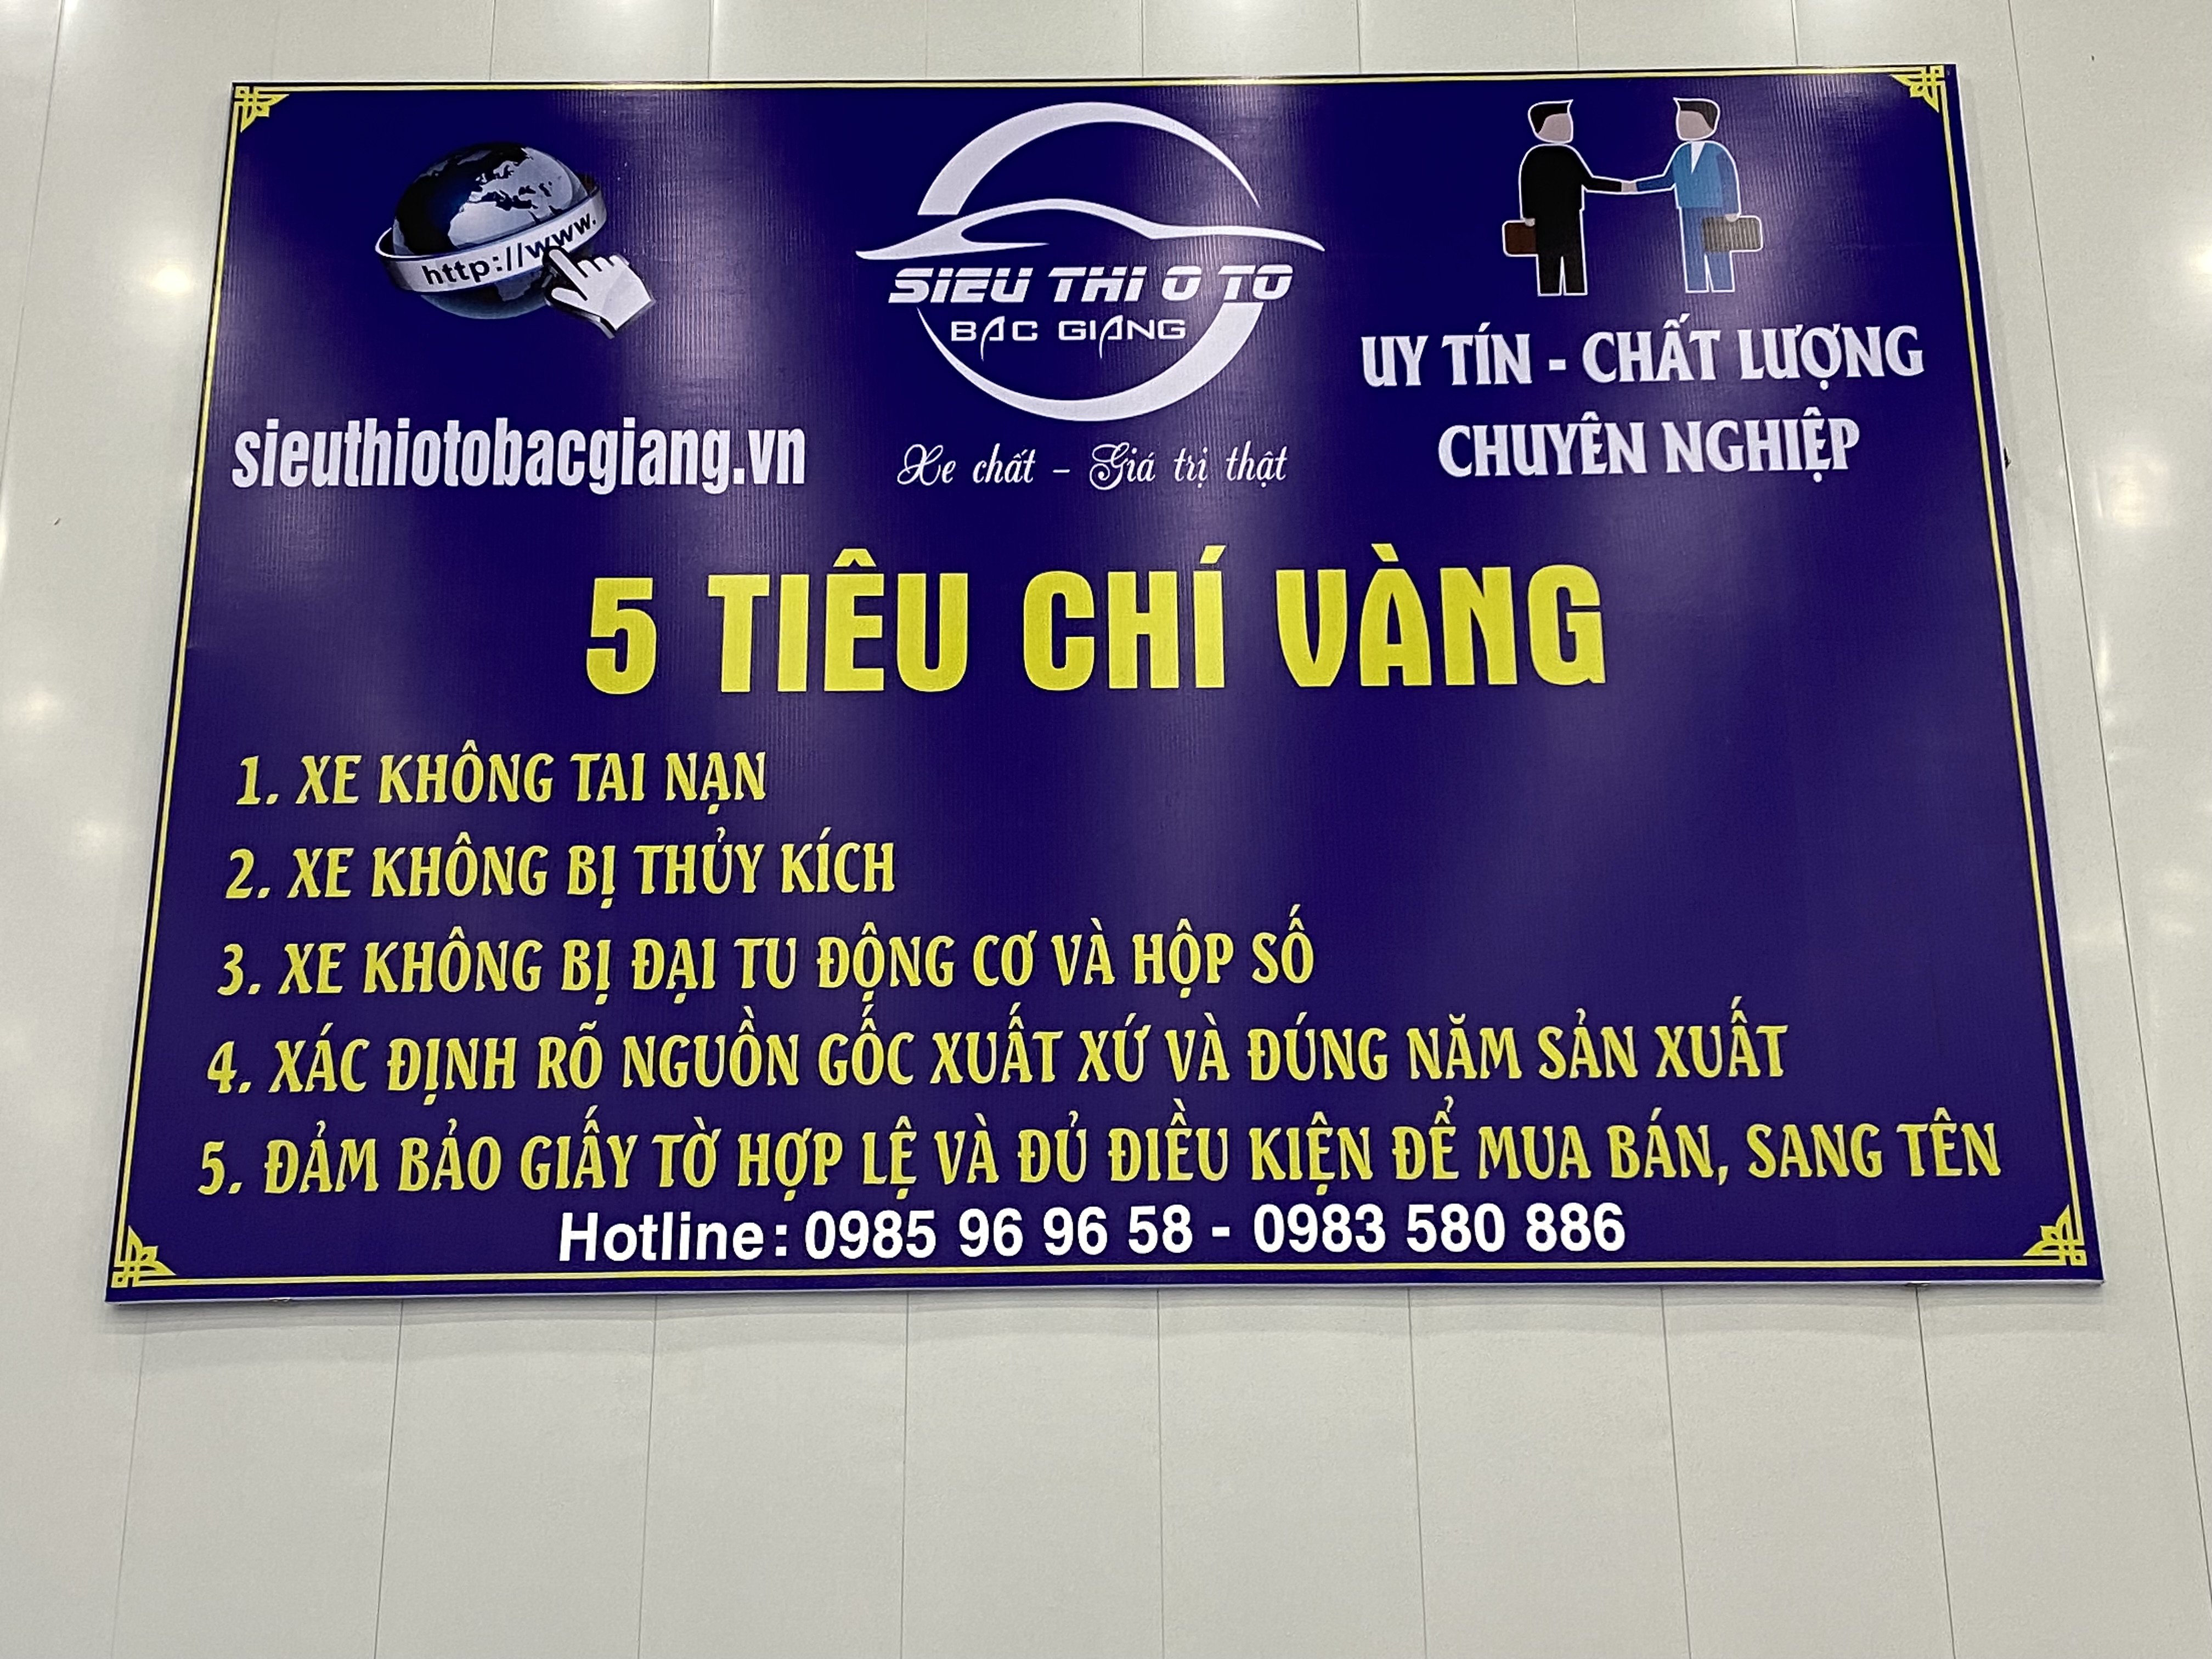 http://www.
sieuthiotobacgiang.vn
SIEU THI O TO
BAC GIANG
Xe chất - Giá trị thật
UY TÍN - CHẤT LƯỢNG
CHUYÊN NGHIỆP
5 TIÊU CHÍ VÀNG
1. XE KHÔNG TAI NẠN
2. XE KHÔNG BỊ THỦY KÍCH
3. XE KHÔNG BỊ ĐẠI TU ĐỘNG CƠ VÀ HỘP SỐ
4. XÁC ĐỊNH RÕ NGUỒN GỐC XUẤT XỨ VÀ ĐÚNG NĂM SẢN XUẤT
5. ĐẢM BẢO GIẤY TỜ HỢP LỆ VÀ ĐỦ ĐIỀU KIỆN ĐỂ MUA BÁN, SANG TÊN
Hotline: 0985 96 96 58 - 0983 580 886